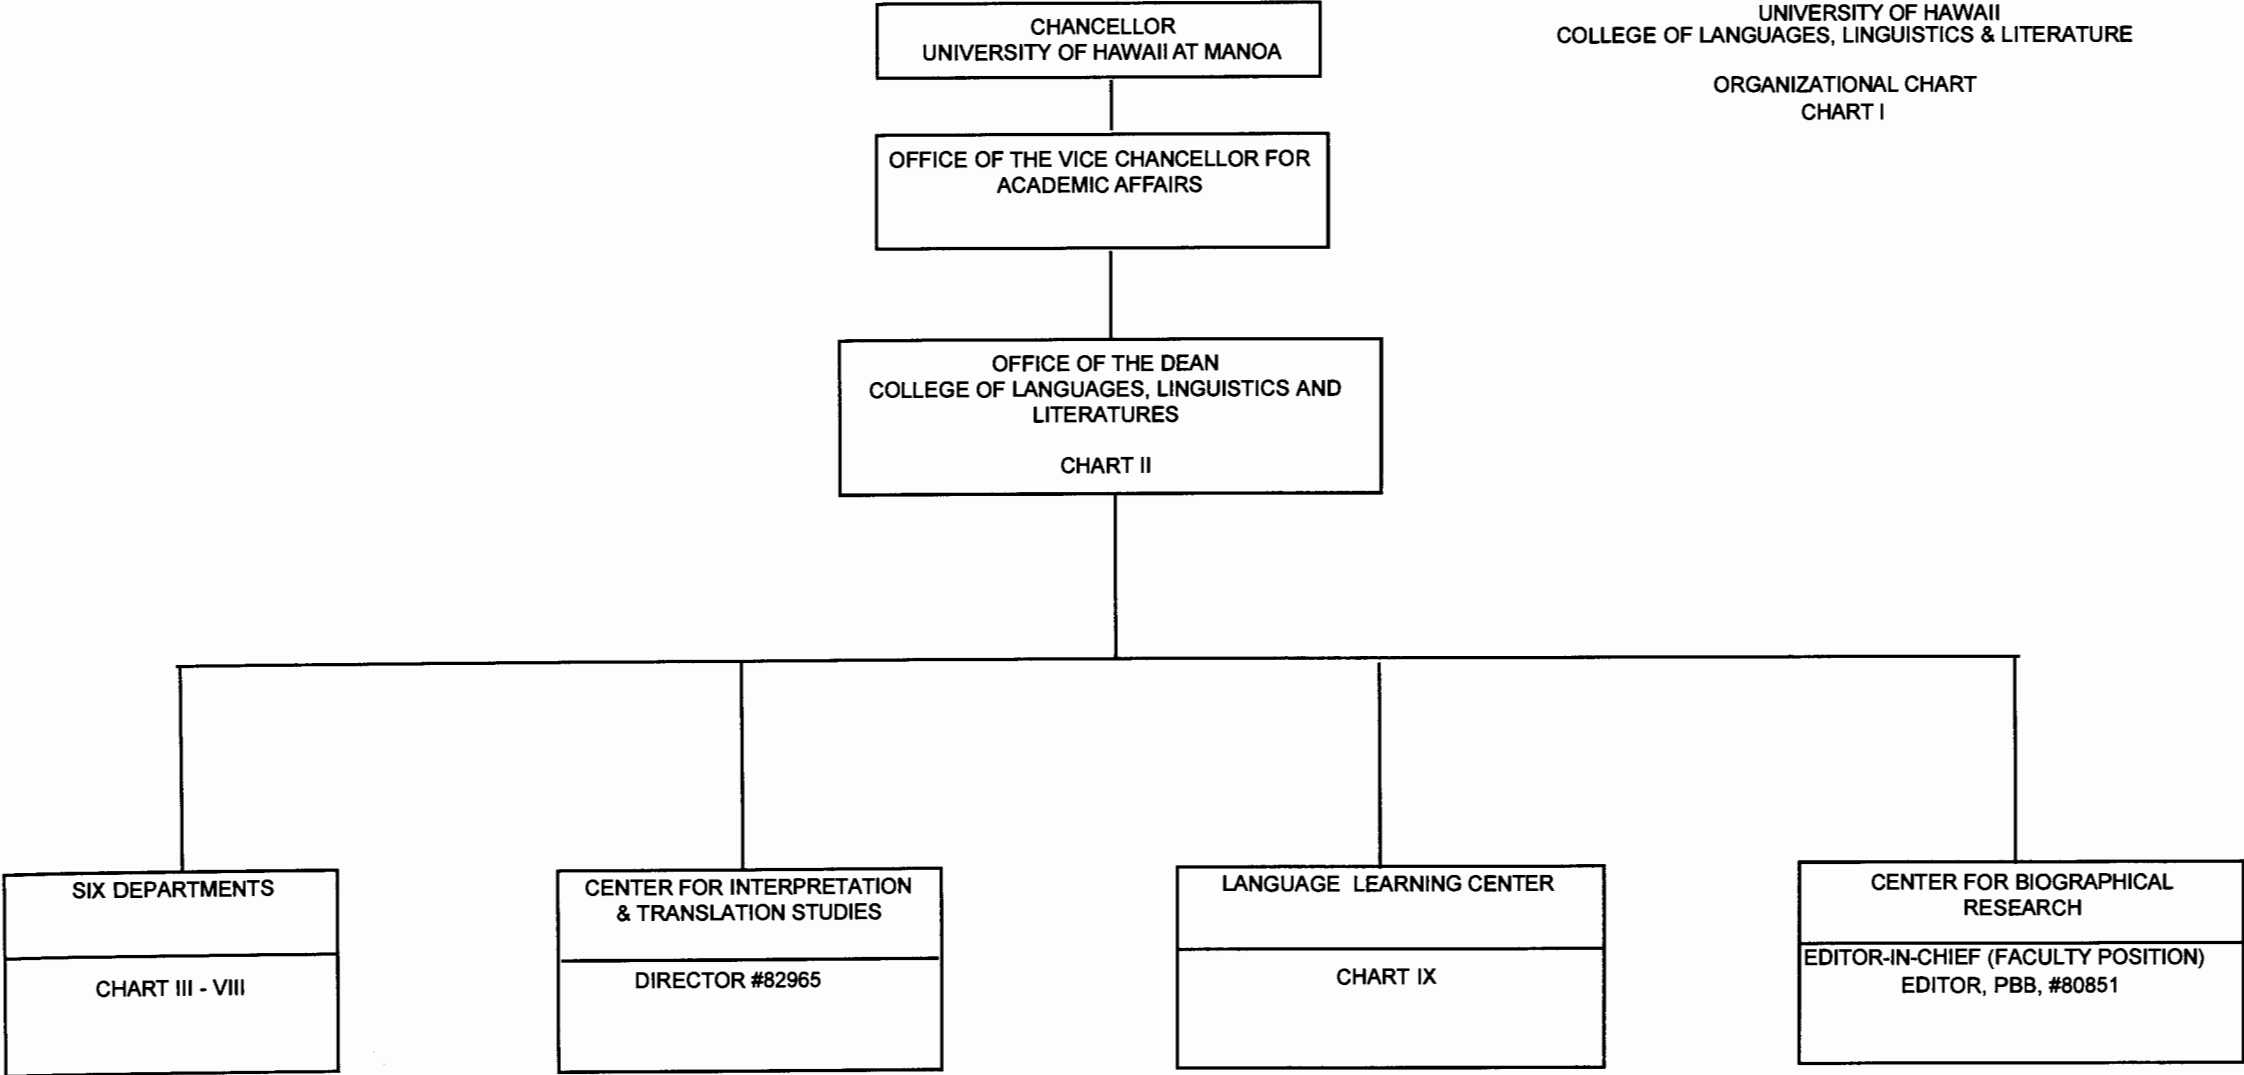 UNIVERSITY OF HAWAII
COLLEGE OF LANGUAGES, LINGUISTICS & LITERATURE
ORGANIZATIONAL CHART
CHART I
CHANCELLOR
UNIVERSITY OF HAWAII AT MANOA
OFFICE OF THE VICE CHANCELLOR FOR
ACADEMIC AFFAIRS
OFFICE OF THE DEAN
COLLEGE OF LANGUAGES, LINGUISTICS AND
LITERATURES
CHART II
SIX DEPARTMENTS
CHART III - VIII
CENTER FOR INTERPRETATION
& TRANSLATION STUDIES
DIRECTOR #82965
LANGUAGE LEARNING CENTER
CHART IX
CENTER FOR BIOGRAPHICAL
RESEARCH
EDITOR-IN-CHIEF (FACULTY POSITION)
EDITOR, PBB, #80851